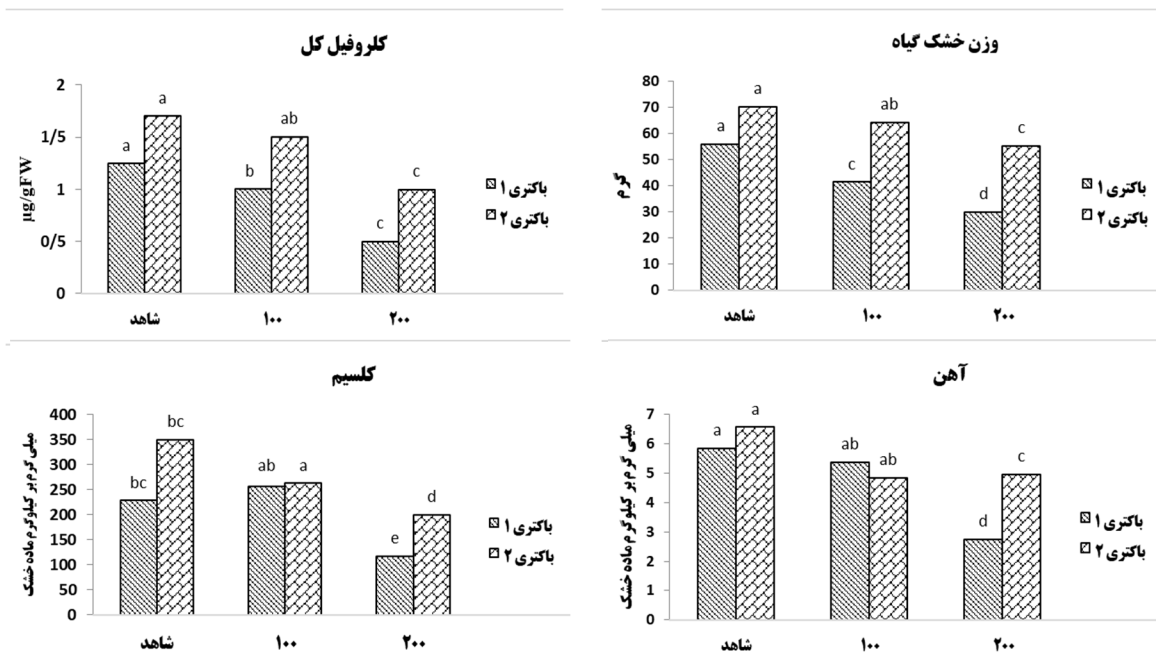 کلروفیل کل
µg/gFW
2
1/5
1
0/5
0
a
a
b
ab
c
c
شاهد
۱۰۰
۲۰۰
باکتری ۱
باکتری ۲
وزن خشک گیاه
گرم
80
70
60
50
40
30
20
10
0
a
a
c
ab
d
c
شاهد
۱۰۰
۲۰۰
باکتری ۱
باکتری ۲
کلسیم
میلی گرم بر کیلوگرم ماده خشک
400
350
300
250
200
150
100
50
0
bc
bc
ab
a
e
d
شاهد
۱۰۰
۲۰۰
باکتری ۱
باکتری ۲
آهن
میلی گرم بر کیلوگرم ماده خشک
7
6
5
4
3
2
1
0
a
a
ab
ab
d
c
شاهد
۱۰۰
۲۰۰
باکتری ۱
باکتری ۲